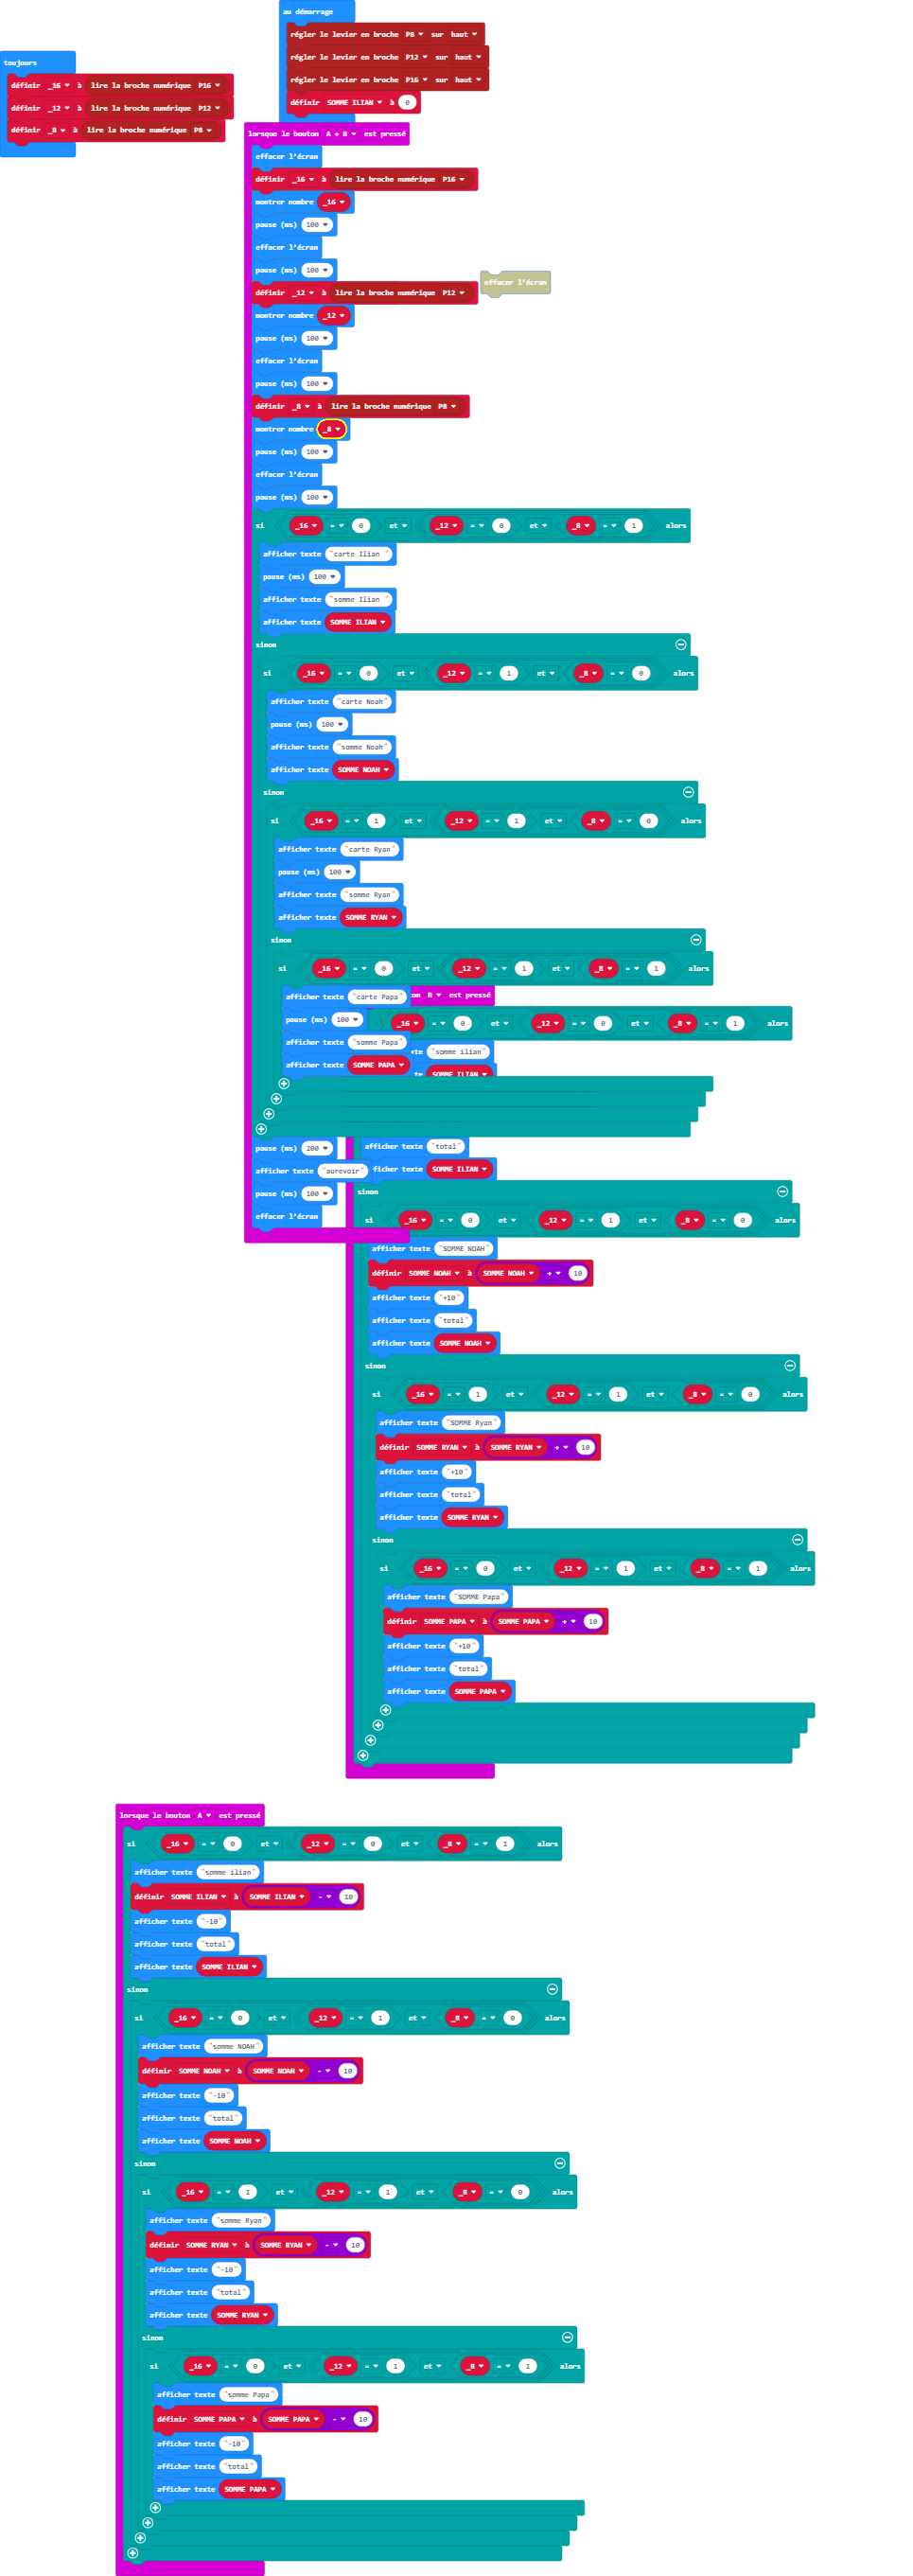 au démarrage
régler le levier en broche P8 sur haut
régler le levier en broche P12 sur haut
régler le levier en broche P16 sur haut
définir SOMME ILIAN à 0
toujours
définir _16 à lire la broche numérique P16
définir _12 à lire la broche numérique P12
définir _8 à lire la broche numérique P8
lorsque le bouton A + B est pressé
effacer l'écran
définir _16 à lire la broche numérique P16
montrer nombre _16
pause (ms) 100
effacer l'écran
pause (ms) 100
effacer l'écran
définir _12 à lire la broche numérique P12
montrer nombre _12
pause (ms) 100
effacer l'écran
pause (ms) 100
définir _8 à lire la broche numérique P8
montrer nombre _8
pause (ms) 100
effacer l'écran
pause (ms) 100
si _16 = 0 et _12 = 0 et _8 = 1 alors
afficher texte "carte Ilian "
pause (ms) 100
afficher texte "somme Ilian "
afficher texte SOMME ILIAN
sinon
si _16 = 0 et _12 = 1 et _8 = 0 alors
afficher texte "carte Noah"
pause (ms) 100
afficher texte "somme Noah"
afficher texte SOMME NOAH
sinon
si _16 = 1 et _12 = 1 et _8 = 0 alors
afficher texte "carte Ryan"
pause (ms) 100
afficher texte "somme Ryan"
afficher texte SOMME RYAN
sinon
si _16 = 0 et _12 = 1 et _8 = 1 alors
afficher texte "carte Papa"
pause (ms) 100
afficher texte "somme Papa"
afficher texte SOMME PAPA
pause (ms) 200
afficher texte "aurevoir"
pause (ms) 100
effacer l'écran
B est pressé
_16 = 0 et _12 = 0 et _8 = 1 alors
"somme ilian"
SOMME ILIAN
afficher texte "total"
afficher texte SOMME ILIAN
sinon
si _16 = 0 et _12 = 1 et _8 = 0 alors
afficher texte "SOMME NOAH"
définir SOMME NOAH à SOMME NOAH + 10
afficher texte "+10"
afficher texte "total"
afficher texte SOMME NOAH
sinon
si _16 = 1 et _12 = 1 et _8 = 0 alors
afficher texte "SOMME Ryan"
définir SOMME RYAN à SOMME RYAN + 10
afficher texte "+10"
afficher texte "total"
afficher texte SOMME RYAN
sinon
si _16 = 0 et _12 = 1 et _8 = 1 alors
afficher texte "SOMME Papa"
définir SOMME PAPA à SOMME PAPA + 10
afficher texte "+10"
afficher texte "total"
afficher texte SOMME PAPA
lorsque le bouton A est pressé
si _16 = 0 et _12 = 0 et _8 = 1 alors
afficher texte "somme ilian"
définir SOMME ILIAN à SOMME ILIAN - 10
afficher texte "-10"
afficher texte "total"
afficher texte SOMME ILIAN
sinon
si _16 = 0 et _12 = 1 et _8 = 0 alors
afficher texte "somme NOAH"
définir SOMME NOAH à SOMME NOAH - 10
afficher texte "-10"
afficher texte "total"
afficher texte SOMME NOAH
sinon
si _16 = 1 et _12 = 1 et _8 = 0 alors
afficher texte "somme Ryan"
définir SOMME RYAN à SOMME RYAN - 10
afficher texte "-10"
afficher texte "total"
afficher texte SOMME RYAN
sinon
si _16 = 0 et _12 = 1 et _8 = 1 alors
afficher texte "somme Papa"
définir SOMME PAPA à SOMME PAPA - 10
afficher texte "-10"
afficher texte "total"
afficher texte SOMME PAPA